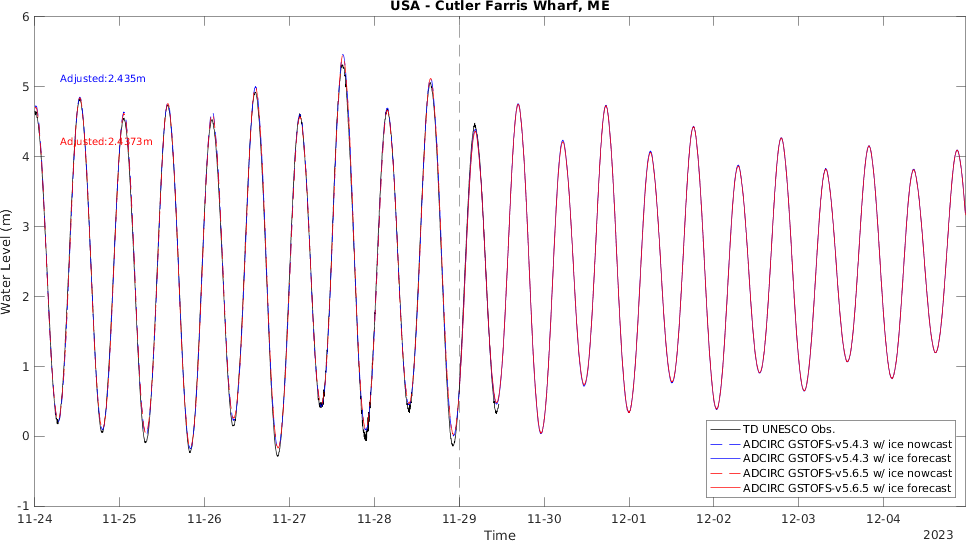 USA - Cutler Farris Wharf, ME
6
5
4
3
2
1
0
-1
Water Level (m)
Adjusted:2.435m
Adjusted:2.4373m
TD UNESCO Obs.
ADCIRC GSTOFS-v5.4.3 w/ ice nowcast
ADCIRC GSTOFS-v5.4.3 w/ ice forecast
ADCIRC GSTOFS-v5.6.5 w/ ice nowcast
ADCIRC GSTOFS-v5.6.5 w/ ice forecast
11-24 11-25 11-26 11-27 11-28 11-29 11-30 12-01 12-02 12-03 12-04
Time
2023